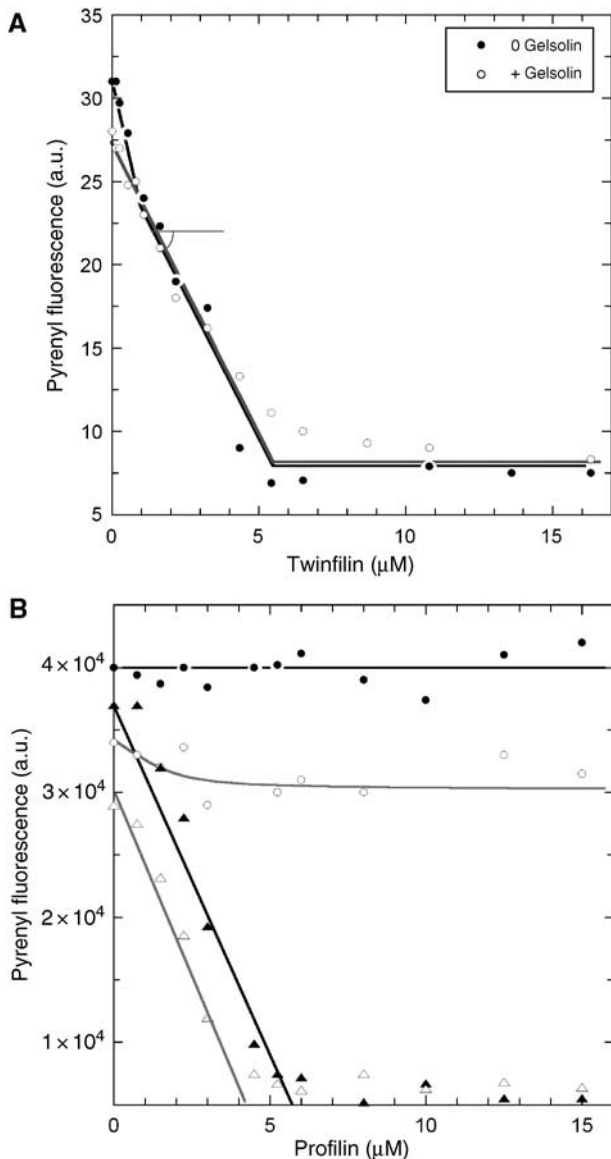 A
35
30
25
20
15
10
5
0 Gelsolin
+ Gelsolin
Pyrenyl fluorescence (a.u.)
0 5 10 15
Twinfilin (μM)
B
4 × 10⁴
3 × 10⁴
2 × 10⁴
1 × 10⁴
Pyrenyl fluorescence (a.u.)
0 5 10 15
Profilin (μM)